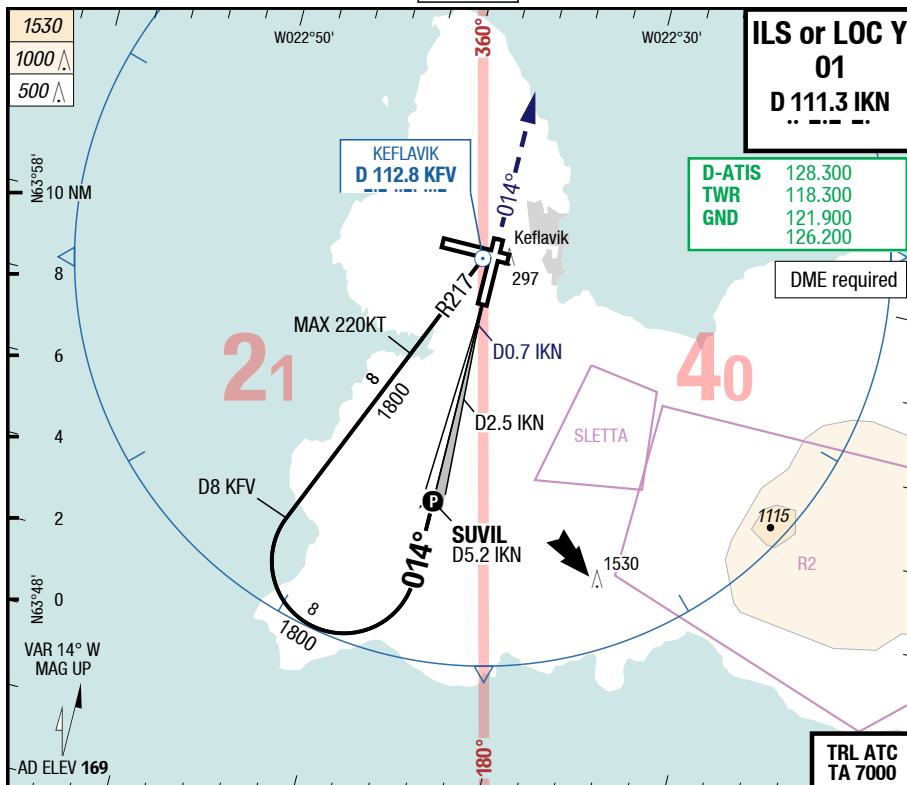 1530
1000
500
W022°50'
360°
W022°30'
ILS or LOC Y
01
D 111.3 IKN
KEFLAVIK
D 112.8 KFV
014°
D-ATIS 128.300
TWR 118.300
GND 121.900
126.200
DME required
N63°58'
10 NM
8
6
4
2
0
N63°48'
Keflavik
297
R217
MAX 220KT
D0.7 IKN
21
40
8
1800
D2.5 IKN
SLETTA
D8 KFV
P
SUVIL
D5.2 IKN
014°
1115
R2
1530
8
1800
VAR 14° W
MAG UP
AD ELEV 169
180°
TRL ATC
TA 7000